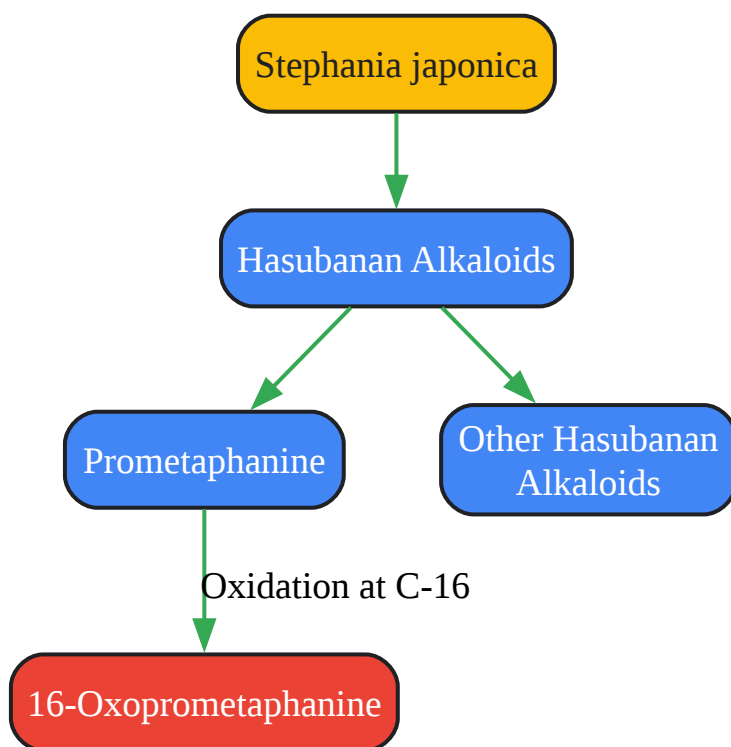 Stephania japonica
Hasubanan Alkaloids
Prometaphanine
Other Hasubanan
Alkaloids
Oxidation at C-16
16-Oxoprometaphanine